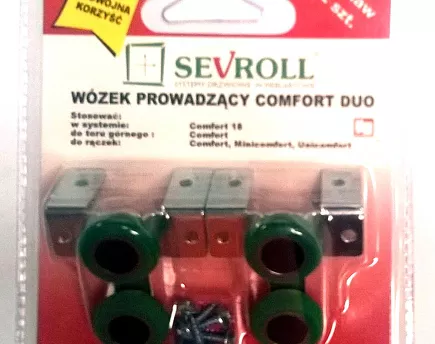 WOJNA
KORZYŚĆ
szt.
SEVROLL
WÓZEK PROWADZĄCY COMFORT DUO
Stosować:
w systemie: Comfort 18
do toru górnego : Comfort
do rączek: Comfort, Minicomfort, Unicomfort